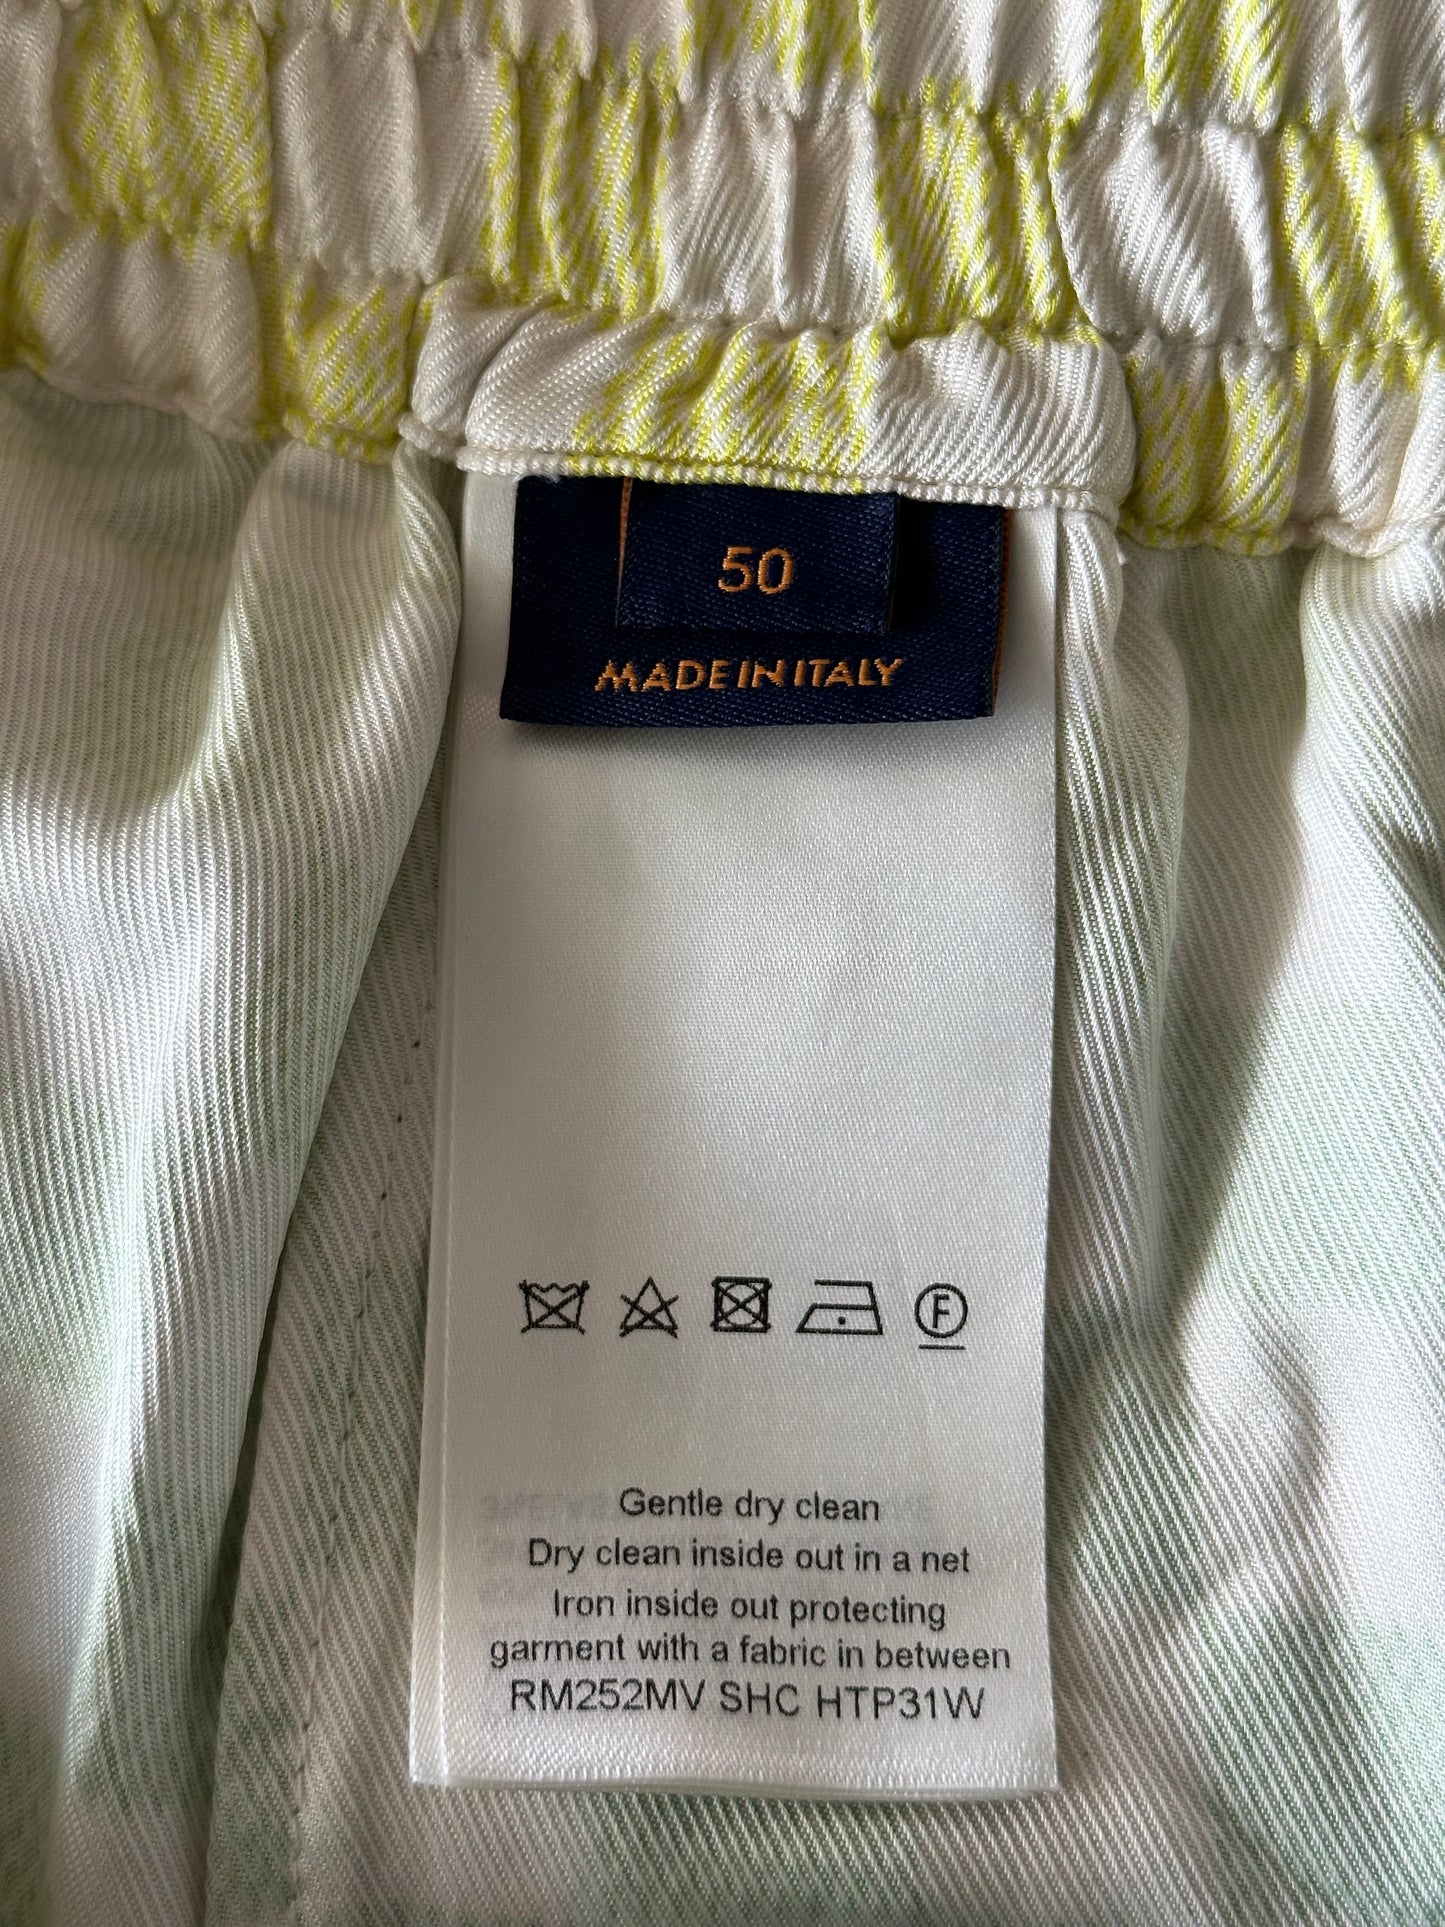 50
MADE IN ITALY
F
Gentle dry clean
Dry clean inside out in a net
Iron inside out protecting
garment with a fabric in between
RM252MV SHC HTP31W